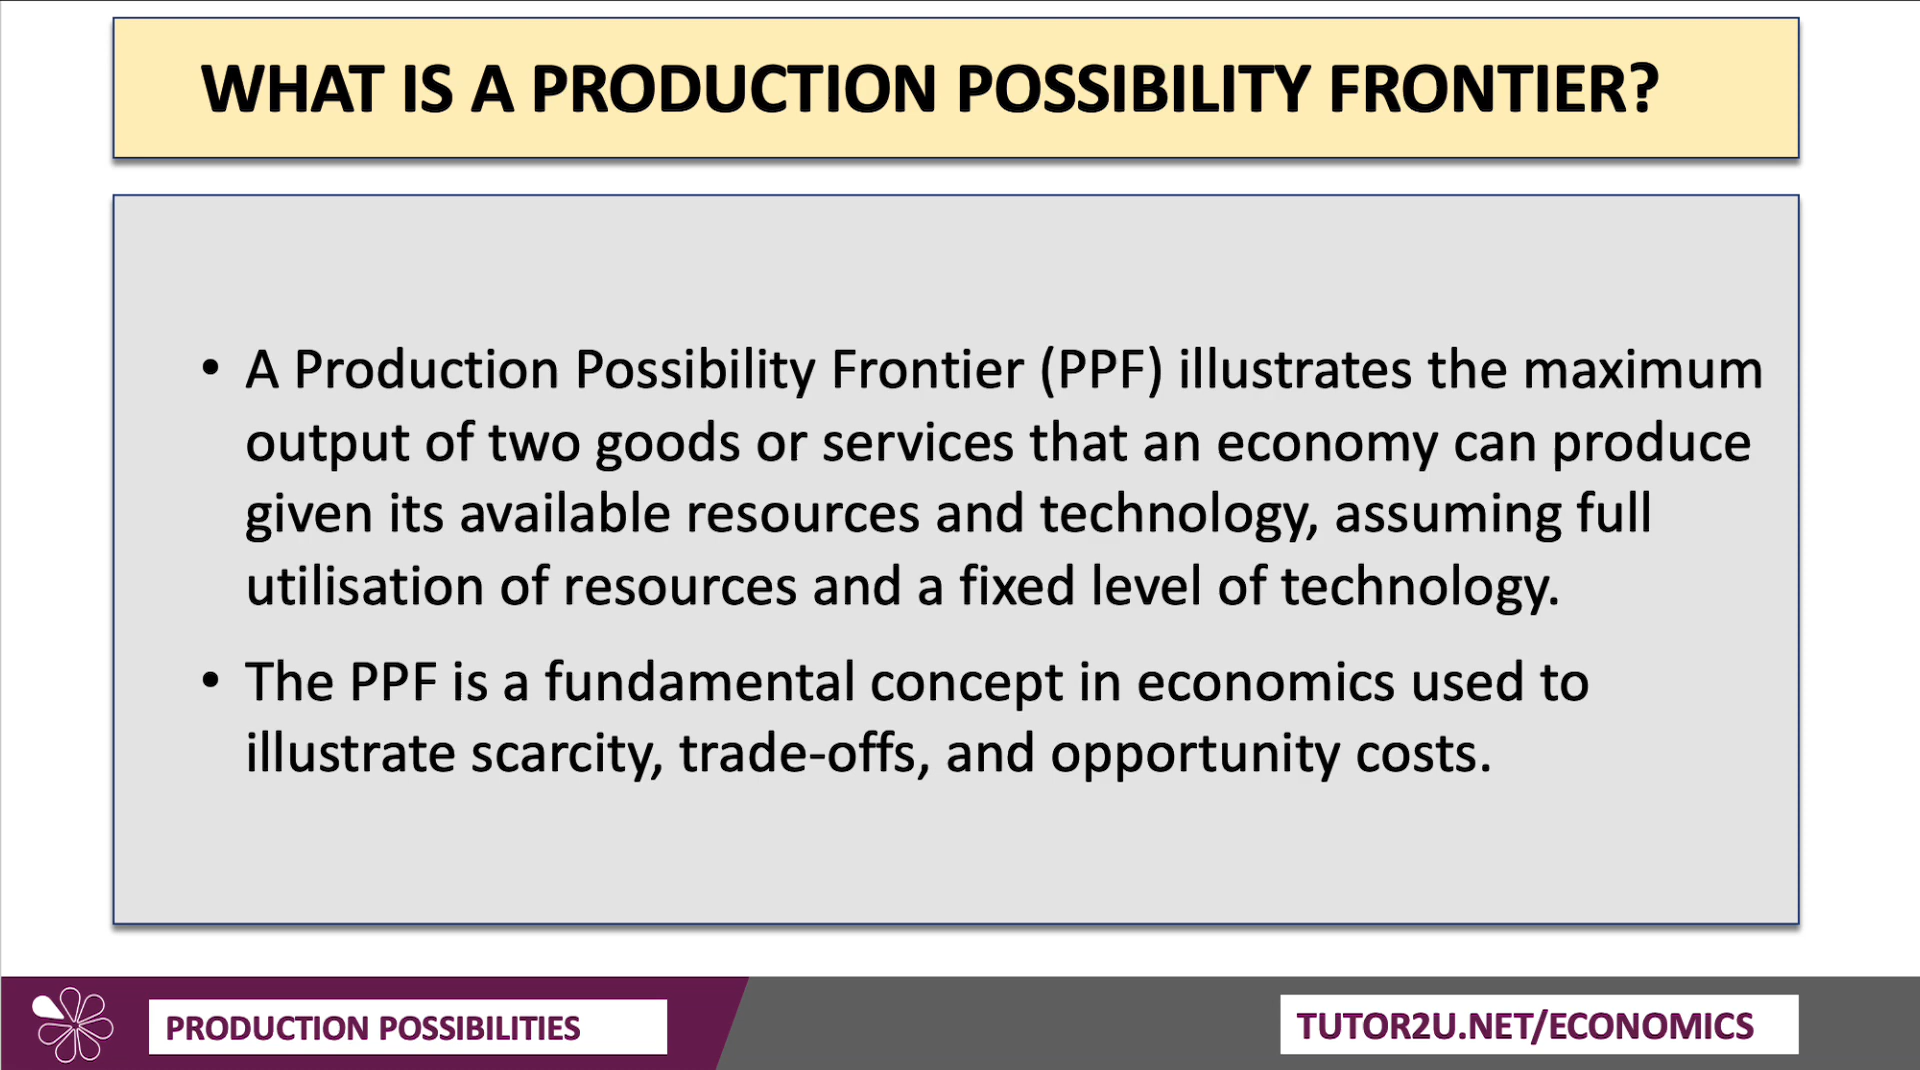 WHAT IS A PRODUCTION POSSIBILITY FRONTIER?
• A Production Possibility Frontier (PPF) illustrates the maximum
output of two goods or services that an economy can produce
given its available resources and technology, assuming full
utilisation of resources and a fixed level of technology.
• The PPF is a fundamental concept in economics used to
illustrate scarcity, trade-offs, and opportunity costs.
PRODUCTION POSSIBILITIES
TUTOR2U.NET/ECONOMICS